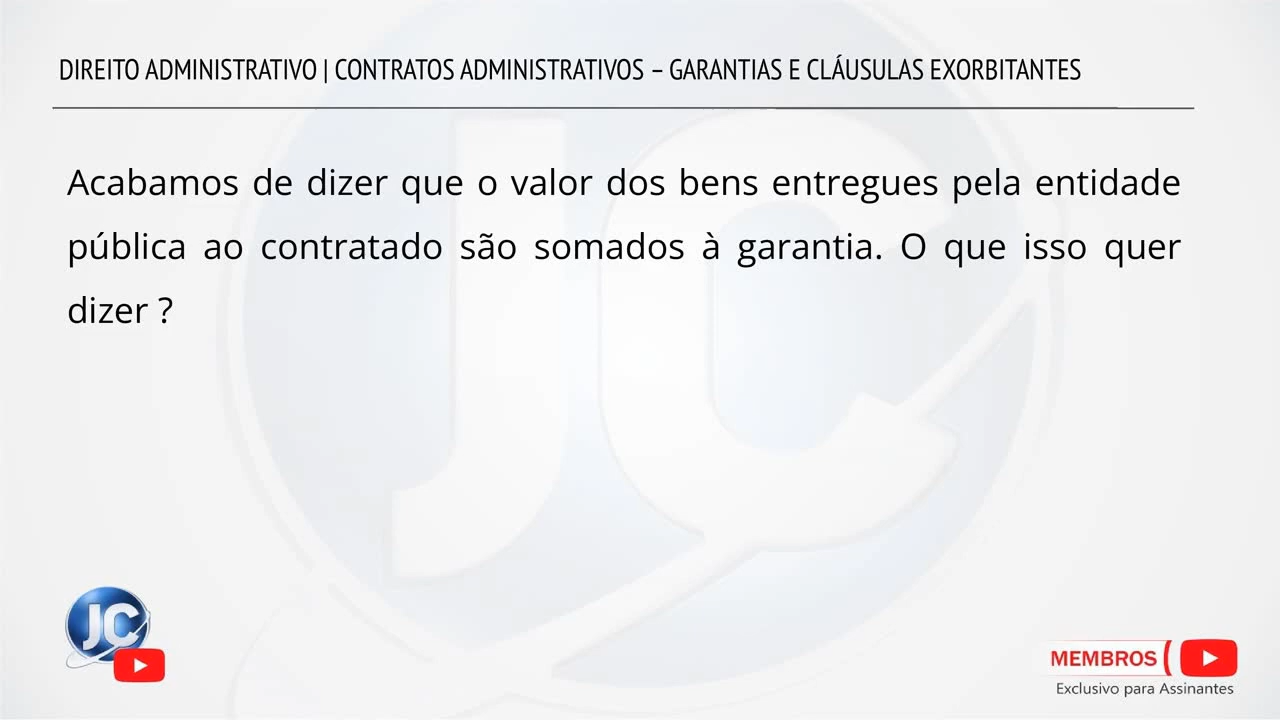 DIREITO ADMINISTRATIVO | CONTRATOS ADMINISTRATIVOS – GARANTIAS E CLÁUSULAS EXORBITANTES
Acabamos de dizer que o valor dos bens entregues pela entidade
pública ao contratado são somados à garantia. O que isso quer
dizer ?
JC
JC
MEMBROS
Exclusivo para Assinantes